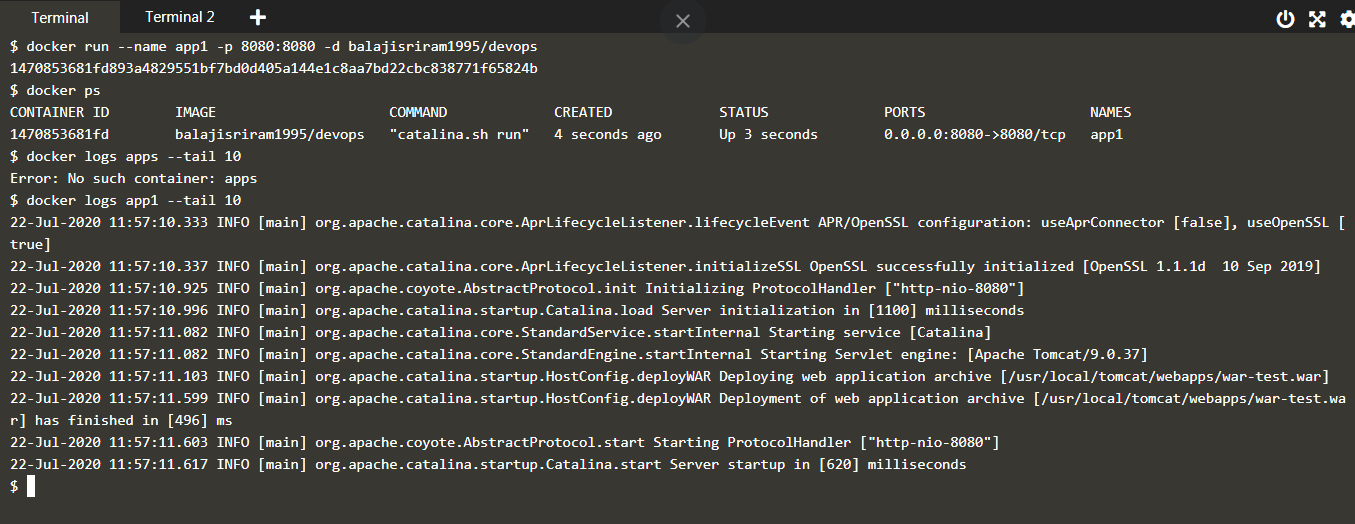 Terminal Terminal 2 +
$ docker run --name app1 -p 8080:8080 -d balajisriram1995/devops
1470853681fd893a4829551bf7bd0d405a144e1c8aa7bd22cbc838771f65824b
$ docker ps
CONTAINER ID        IMAGE                     COMMAND             CREATED             STATUS              PORTS                    NAMES
1470853681fd        balajisriram1995/devops   "catalina.sh run"   4 seconds ago       Up 3 seconds        0.0.0.0:8080->8080/tcp   app1
$ docker logs apps --tail 10
Error: No such container: apps
$ docker logs app1 --tail 10
22-Jul-2020 11:57:10.333 INFO [main] org.apache.catalina.core.AprLifecycleListener.lifecycleEvent APR/OpenSSL configuration: useAprConnector [false], useOpenSSL [
true]
22-Jul-2020 11:57:10.337 INFO [main] org.apache.catalina.core.AprLifecycleListener.initializeSSL OpenSSL successfully initialized [OpenSSL 1.1.1d  10 Sep 2019]
22-Jul-2020 11:57:10.925 INFO [main] org.apache.coyote.AbstractProtocol.init Initializing ProtocolHandler ["http-nio-8080"]
22-Jul-2020 11:57:10.996 INFO [main] org.apache.catalina.startup.Catalina.load Server initialization in [1100] milliseconds
22-Jul-2020 11:57:11.082 INFO [main] org.apache.catalina.core.StandardService.startInternal Starting service [Catalina]
22-Jul-2020 11:57:11.082 INFO [main] org.apache.catalina.core.StandardEngine.startInternal Starting Servlet engine: [Apache Tomcat/9.0.37]
22-Jul-2020 11:57:11.103 INFO [main] org.apache.catalina.startup.HostConfig.deployWAR Deploying web application archive [/usr/local/tomcat/webapps/war-test.war]
22-Jul-2020 11:57:11.599 INFO [main] org.apache.catalina.startup.HostConfig.deployWAR Deployment of web application archive [/usr/local/tomcat/webapps/war-test.wa
r] has finished in [496] ms
22-Jul-2020 11:57:11.603 INFO [main] org.apache.coyote.AbstractProtocol.start Starting ProtocolHandler ["http-nio-8080"]
22-Jul-2020 11:57:11.617 INFO [main] org.apache.catalina.startup.Catalina.start Server startup in [620] milliseconds
$